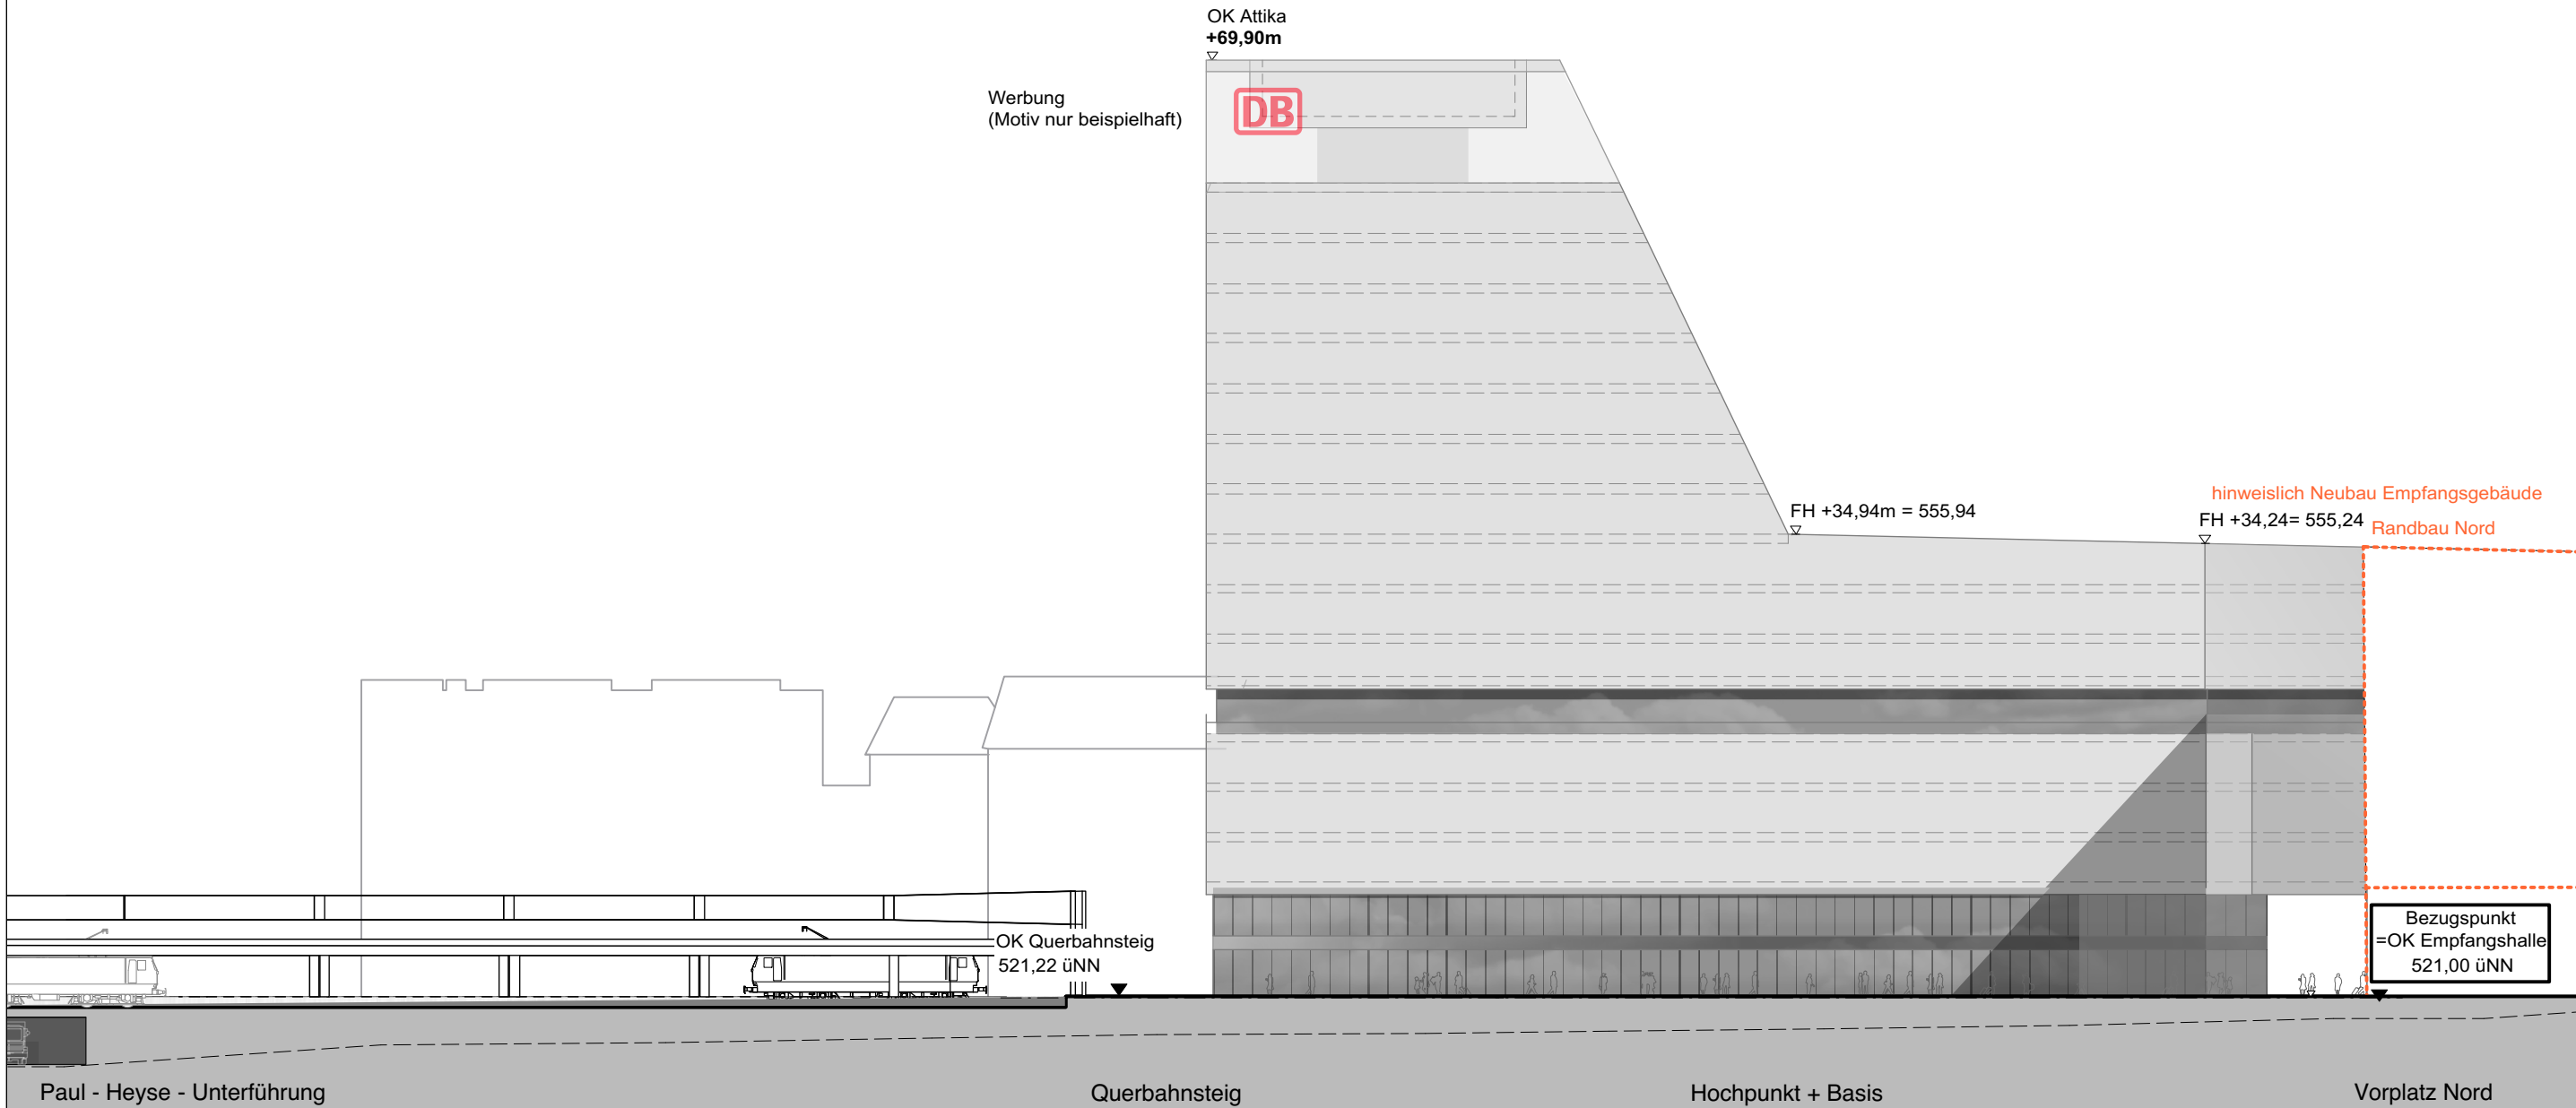 OK Attika
+69,90m
Werbung
(Motiv nur beispielhaft)
DB
hinweislich Neubau Empfangsgebäude
FH +34,94m = 555,94
FH +34,24= 555,24
Randbau Nord
OK Querbahnsteig
521,22 üNN
Bezugspunkt
=OK Empfangshalle
521,00 üNN
Paul - Heyse - Unterführung
Querbahnsteig
Hochpunkt + Basis
Vorplatz Nord